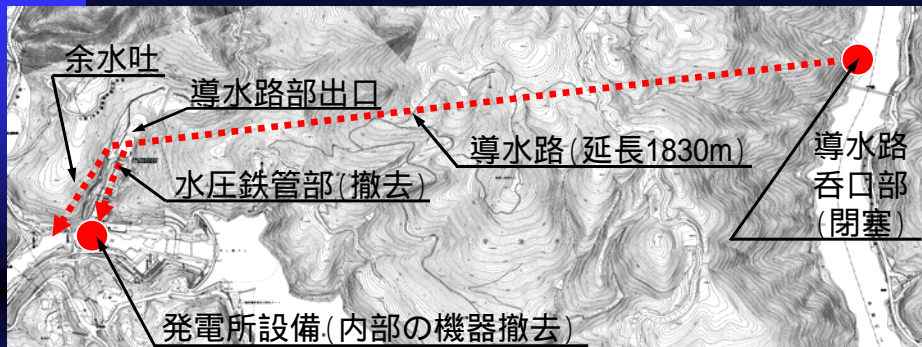 余水吐
導水路部出口
導水路(延長1830m)
水圧鉄管部(撤去)
導水路
呑口部
(閉塞)
発電所設備(内部の機器撤去)